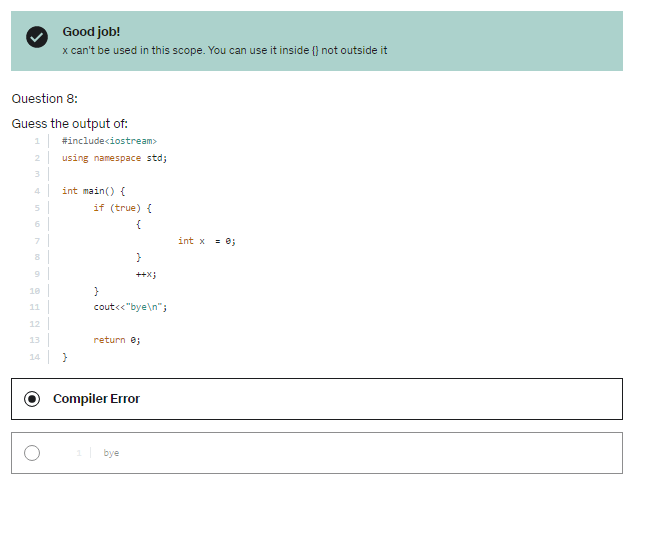 Good job!
x can't be used in this scope. You can use it inside {} not outside it
Question 8:
Guess the output of:
1 #include<iostream>
2 using namespace std;
3
4 int main() {
5 if (true) {
6 {
7 int x  = 0;
8 }
9 ++x;
10 }
11 cout<<"bye\n";
12
13 return 0;
14 }
Compiler Error
1 bye